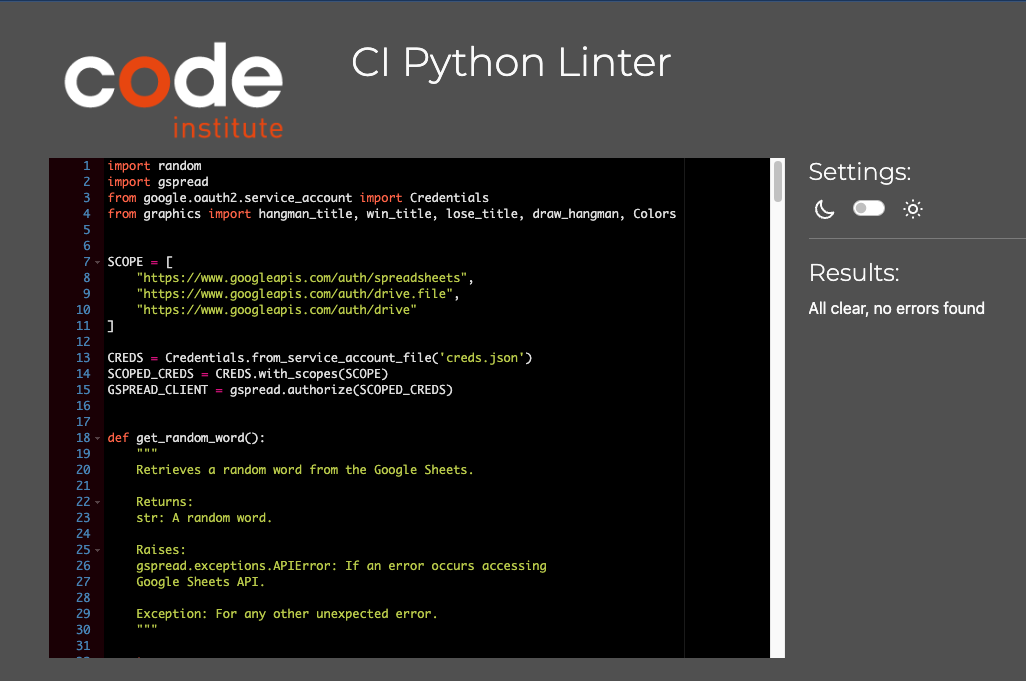 code
institute
CI Python Linter
1 import random
2 import gspread
3 from google.oauth2.service_account import Credentials
4 from graphics import hangman_title, win_title, lose_title, draw_hangman, Colors
5
6
7 SCOPE = [
8     "https://www.googleapis.com/auth/spreadsheets",
9     "https://www.googleapis.com/auth/drive.file",
10     "https://www.googleapis.com/auth/drive"
11 ]
12
13 CREDS = Credentials.from_service_account_file('creds.json')
14 SCOPED_CREDS = CREDS.with_scopes(SCOPE)
15 GSPREAD_CLIENT = gspread.authorize(SCOPED_CREDS)
16
17
18 def get_random_word():
19     """
20     Retrieves a random word from the Google Sheets.
21
22     Returns:
23     str: A random word.
24
25     Raises:
26     gspread.exceptions.APIError: If an error occurs accessing
27     Google Sheets API.
28
29     Exception: For any other unexpected error.
30     """
31
Settings:
Results:
All clear, no errors found